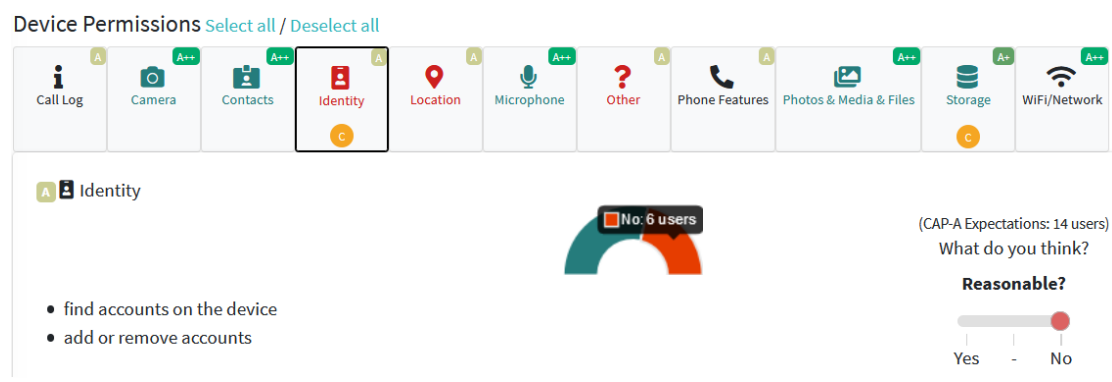 Device Permissions Select all / Deselect all
A A++ A++ A A A++ A A A++ A+ A++
Call Log Camera Contacts Identity Location Microphone Other Phone Features Photos & Media & Files Storage WiFi/Network
C C
A Identity
No: 6 users
(CAP-A Expectations: 14 users)
What do you think?
Reasonable?
• find accounts on the device
• add or remove accounts
Yes - No